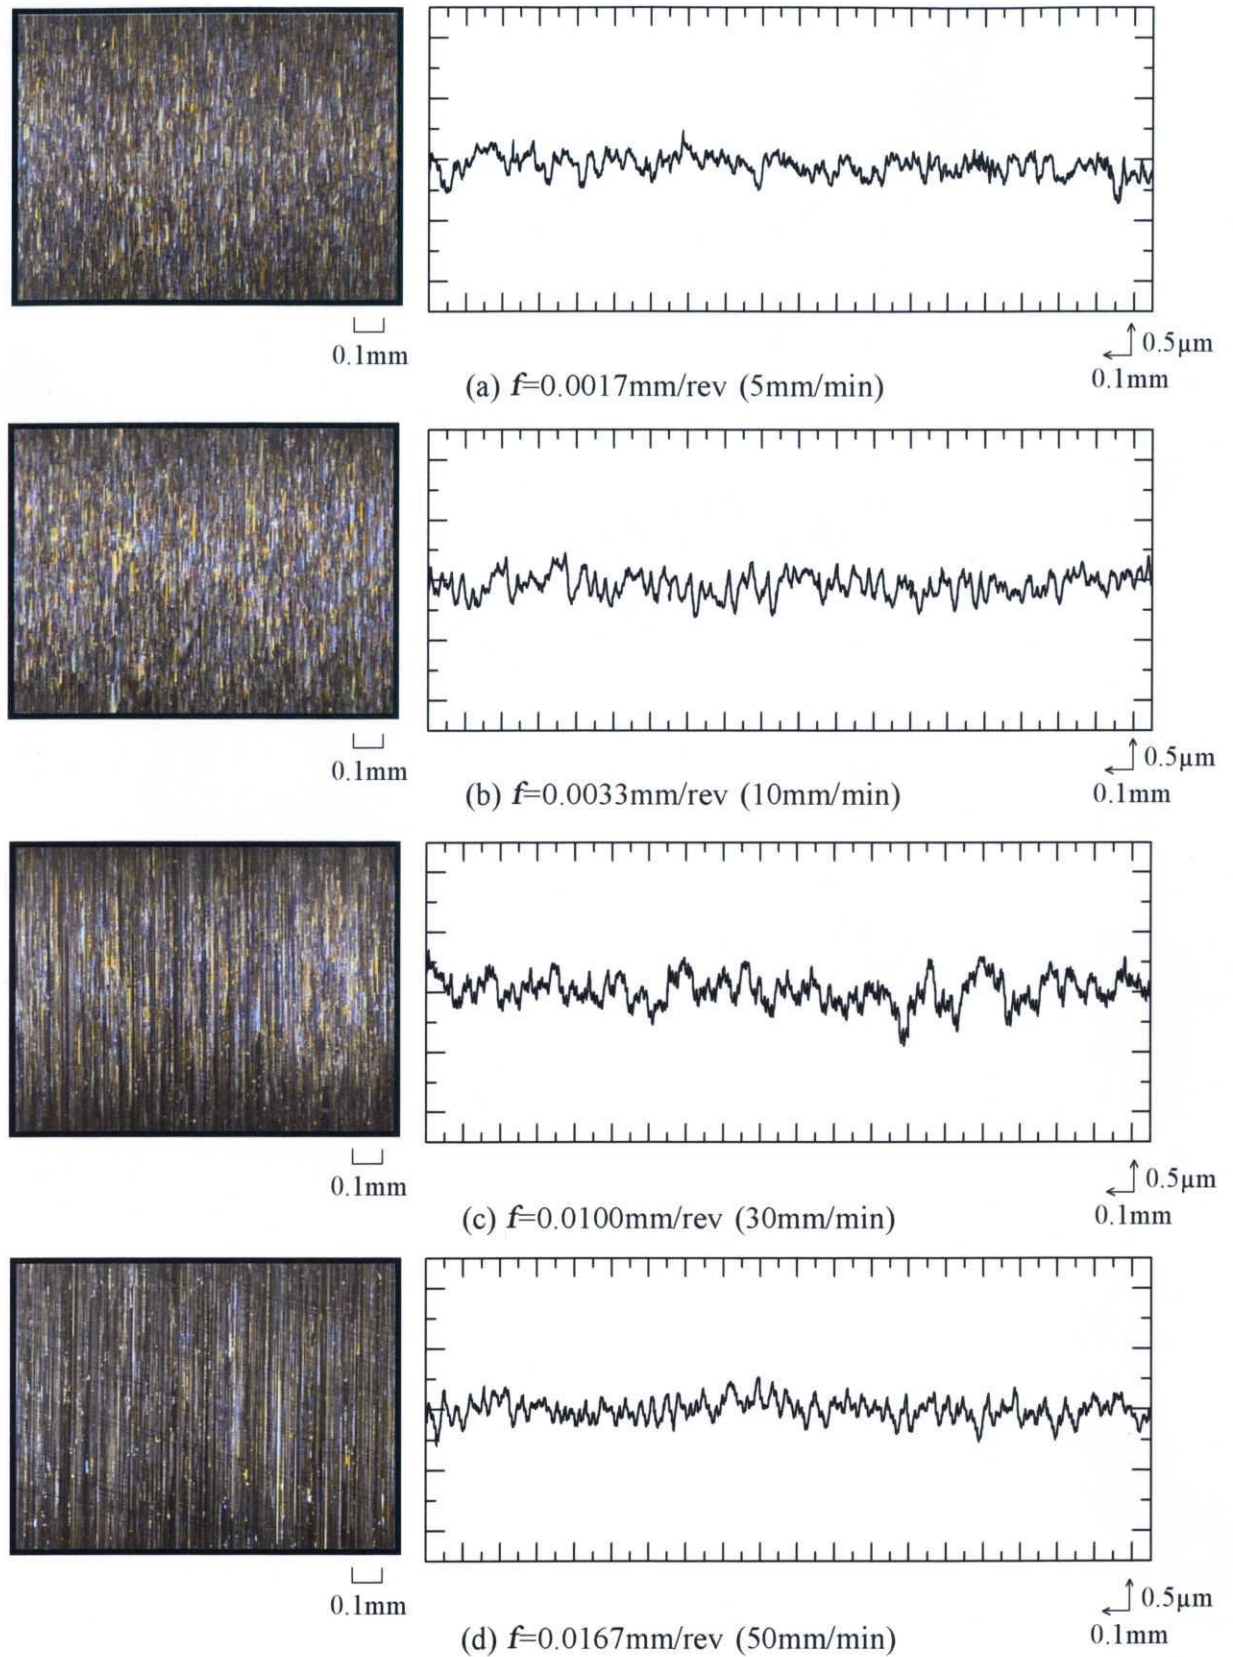 0.1mm
0.5µm
0.1mm
(a) f=0.0017mm/rev (5mm/min)
0.1mm
0.5µm
0.1mm
(b) f=0.0033mm/rev (10mm/min)
0.1mm
0.5µm
0.1mm
(c) f=0.0100mm/rev (30mm/min)
0.1mm
0.5µm
0.1mm
(d) f=0.0167mm/rev (50mm/min)